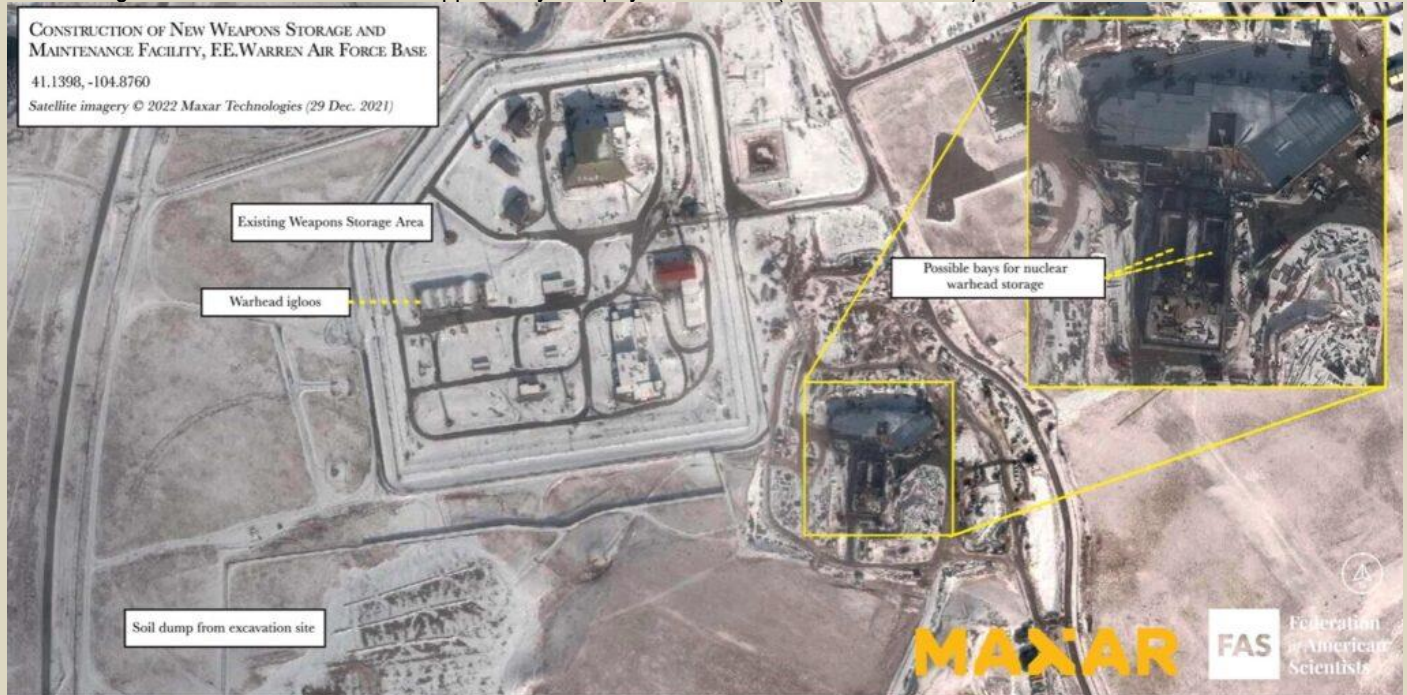 CONSTRUCTION OF NEW WEAPONS STORAGE AND
MAINTENANCE FACILITY, F.E.WARREN AIR FORCE BASE
41.1398, -104.8760
Satellite imagery © 2022 Maxar Technologies (29 Dec. 2021)
Existing Weapons Storage Area
Warhead igloos
Possible bays for nuclear
warhead storage
Soil dump from excavation site
MAXAR
FAS
Federation
of American
Scientists